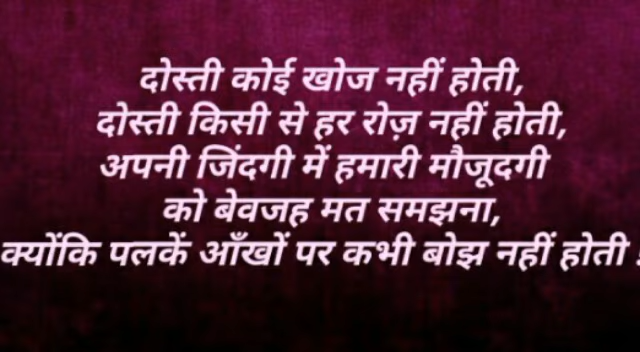 दोस्ती कोई खोज नहीं होती,
दोस्ती किसी से हर रोज़ नहीं होती,
अपनी जिंदगी में हमारी मौजूदगी
को बेवजह मत समझना,
क्योंकि पलकें आँखों पर कभी बोझ नहीं होती !